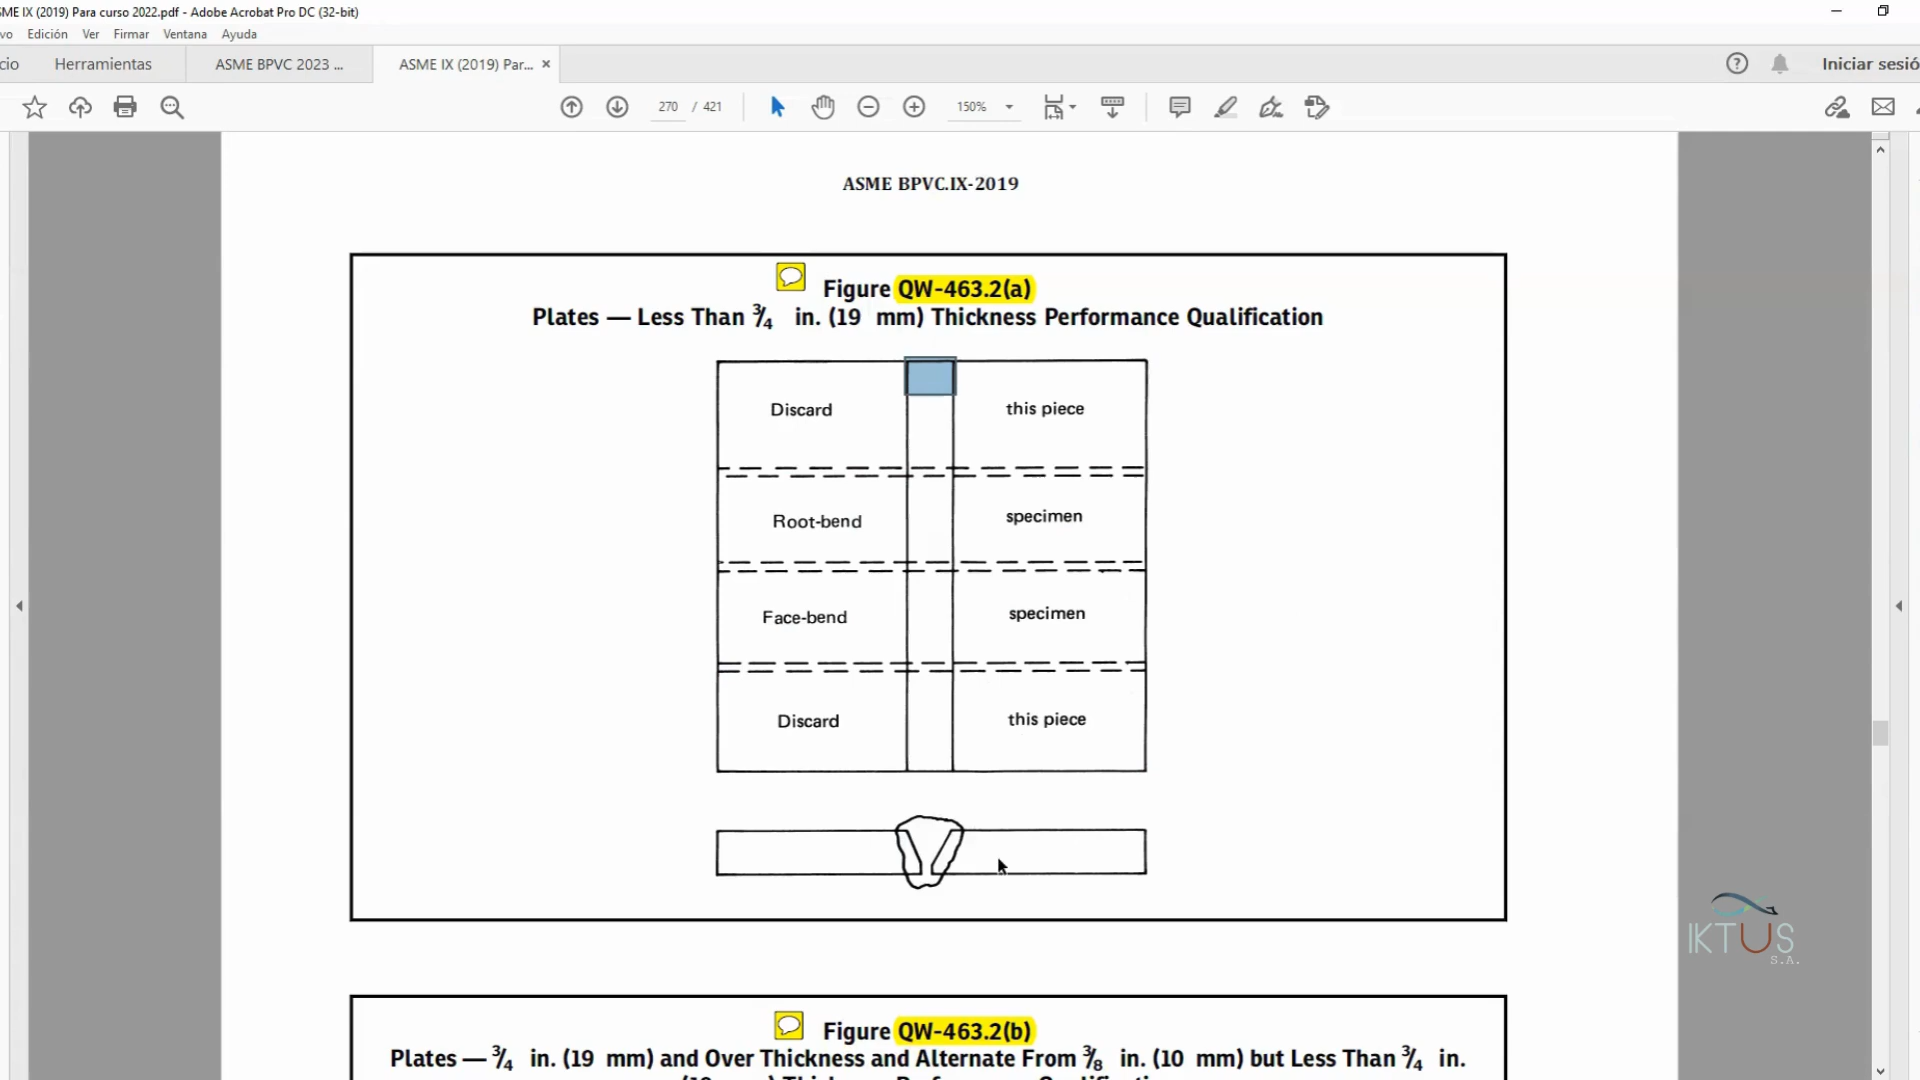 SME IX (2019) Para curso 2022.pdf - Adobe Acrobat Pro DC (32-bit)
vo Edición Ver Firmar Ventana Ayuda
cio Herramientas ASME BPVC 2023 ... ASME IX (2019) Par... × Iniciar sesió
270 / 421 150%
ASME BPVC.IX-2019
Figure QW-463.2(a)
Plates — Less Than 3/4 in. (19 mm) Thickness Performance Qualification
Discard this piece
Root-bend specimen
Face-bend specimen
Discard this piece
IKTUS
S.A.
Figure QW-463.2(b)
Plates — 3/4 in. (19 mm) and Over Thickness and Alternate From 3/8 in. (10 mm) but Less Than 3/4 in.